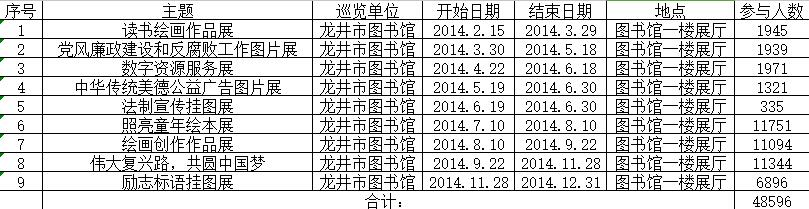 序号 主题 巡览单位 开始日期 结束日期 地点 参与人数
1 读书绘画作品展 龙井市图书馆 2014.2.15 2014.3.29 图书馆一楼展厅 1945
2 党风廉政建设和反腐败工作图片展 龙井市图书馆 2014.3.30 2014.5.18 图书馆一楼展厅 1939
3 数字资源服务展 龙井市图书馆 2014.4.22 2014.6.18 图书馆一楼展厅 1971
4 中华传统美德公益广告图片展 龙井市图书馆 2014.5.19 2014.6.30 图书馆一楼展厅 1321
5 法制宣传挂图展 龙井市图书馆 2014.6.19 2014.6.30 图书馆一楼展厅 335
6 照亮童年绘本展 龙井市图书馆 2014.7.10 2014.8.10 图书馆一楼展厅 11751
7 绘画创作作品展 龙井市图书馆 2014.8.10 2014.9.22 图书馆一楼展厅 11094
8 伟大复兴路，共圆中国梦 龙井市图书馆 2014.9.22 2014.11.28 图书馆一楼展厅 11344
9 励志标语挂图展 龙井市图书馆 2014.11.28 2014.12.31 图书馆一楼展厅 6896
合计： 48596